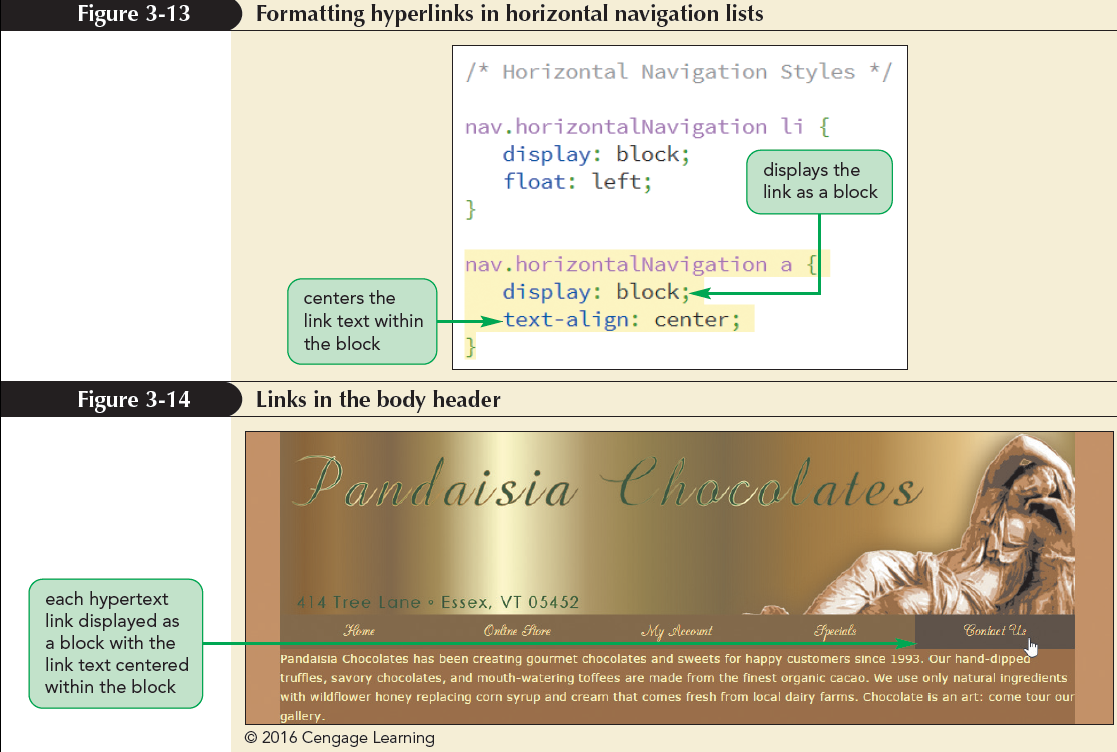 Figure 3-13
Formatting hyperlinks in horizontal navigation lists
/* Horizontal Navigation Styles */
nav.horizontalNavigation li {
display: block;
float: left;
}
displays the
link as a block
nav.horizontalNavigation a {
display: block;
text-align: center;
}
centers the
link text within
the block
Figure 3-14
Links in the body header
Pandaisia Chocolates
414 Tree Lane • Essex, VT 05452
Home Online Store My Account Specials Contact Us
each hypertext
link displayed as
a block with the
link text centered
within the block
Pandaisia Chocolates has been creating gourmet chocolates and sweets for happy customers since 1993. Our hand-dipped
truffles, savory chocolates, and mouth-watering toffees are made from the finest organic cacao. We use only natural ingredients
with wildflower honey replacing corn syrup and cream that comes fresh from local dairy farms. Chocolate is an art: come tour our
gallery.
© 2016 Cengage Learning